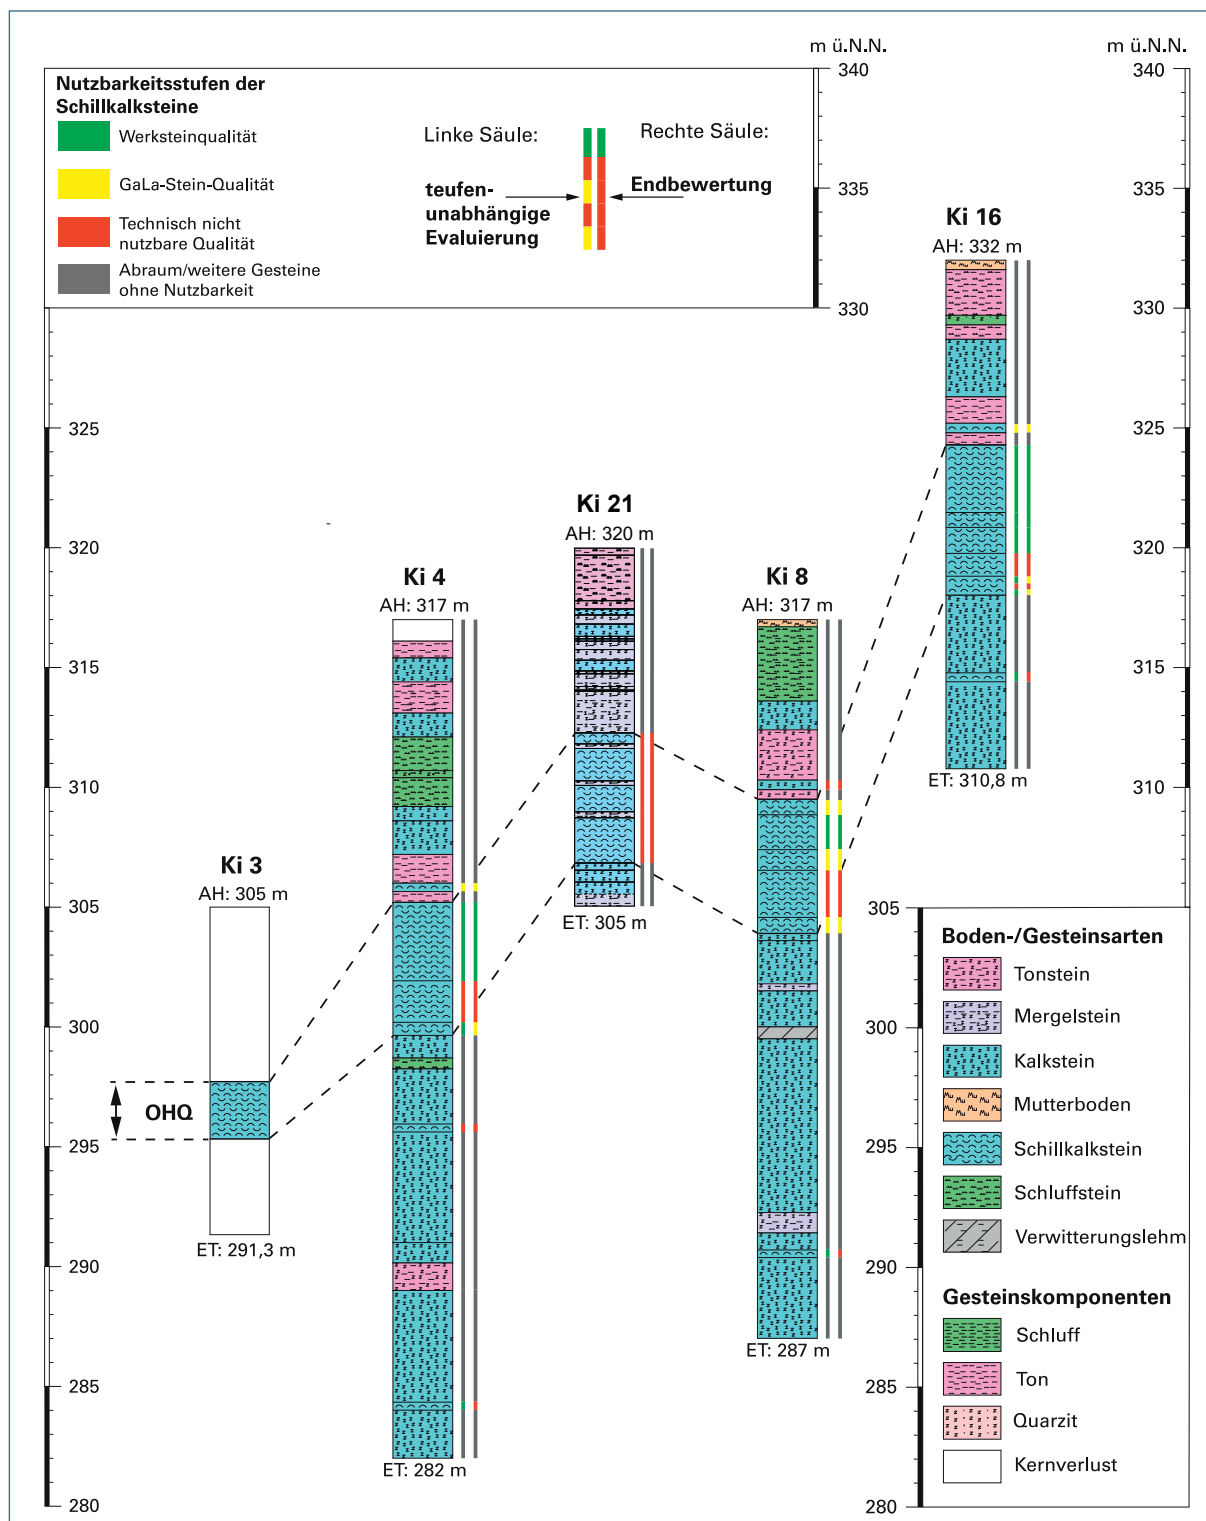 m ü.N.N.
m ü.N.N.
340
335
330
340
335
330
325
320
315
310
Nutzbarkeitsstufen der
Schillkalksteine
Werksteinqualität
GaLa-Stein-Qualität
Technisch nicht
nutzbare Qualität
Abraum/weitere Gesteine
ohne Nutzbarkeit
Linke Säule:
Rechte Säule:
teufen-
unabhängige
Evaluierung
Endbewertung
325
320
315
310
305
300
295
290
285
280
Ki 3
AH: 305 m
OHQ
ET: 291,3 m
Ki 4
AH: 317 m
ET: 282 m
Ki 21
AH: 320 m
ET: 305 m
Ki 8
AH: 317 m
ET: 287 m
Ki 16
AH: 332 m
ET: 310,8 m
305
300
295
290
285
280
Boden-/Gesteinsarten
Tonstein
Mergelstein
Kalkstein
Mutterboden
Schillkalkstein
Schluffstein
Verwitterungslehm
Gesteinskomponenten
Schluff
Ton
Quarzit
Kernverlust